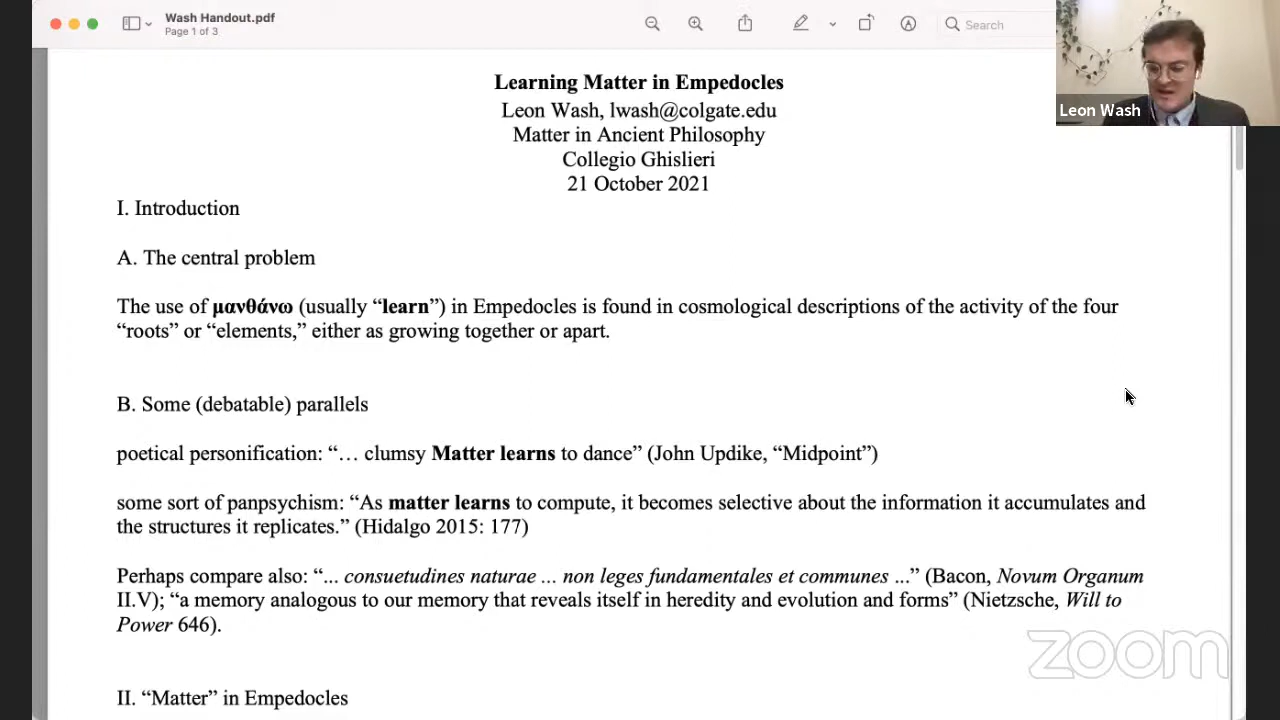 Wash Handout.pdf
Page 1 of 3
Search
Leon Wash
Learning Matter in Empedocles
Leon Wash, lwash@colgate.edu
Matter in Ancient Philosophy
Collegio Ghislieri
21 October 2021
I. Introduction
A. The central problem
The use of μανθάνω (usually “learn”) in Empedocles is found in cosmological descriptions of the activity of the four
“roots” or “elements,” either as growing together or apart.
B. Some (debatable) parallels
poetical personification: “… clumsy Matter learns to dance” (John Updike, “Midpoint”)
some sort of panpsychism: “As matter learns to compute, it becomes selective about the information it accumulates and
the structures it replicates.” (Hidalgo 2015: 177)
Perhaps compare also: “... consuetudines naturae ... non leges fundamentales et communes ...” (Bacon, Novum Organum
II.V); “a memory analogous to our memory that reveals itself in heredity and evolution and forms” (Nietzsche, Will to
Power 646).
zoom
II. “Matter” in Empedocles